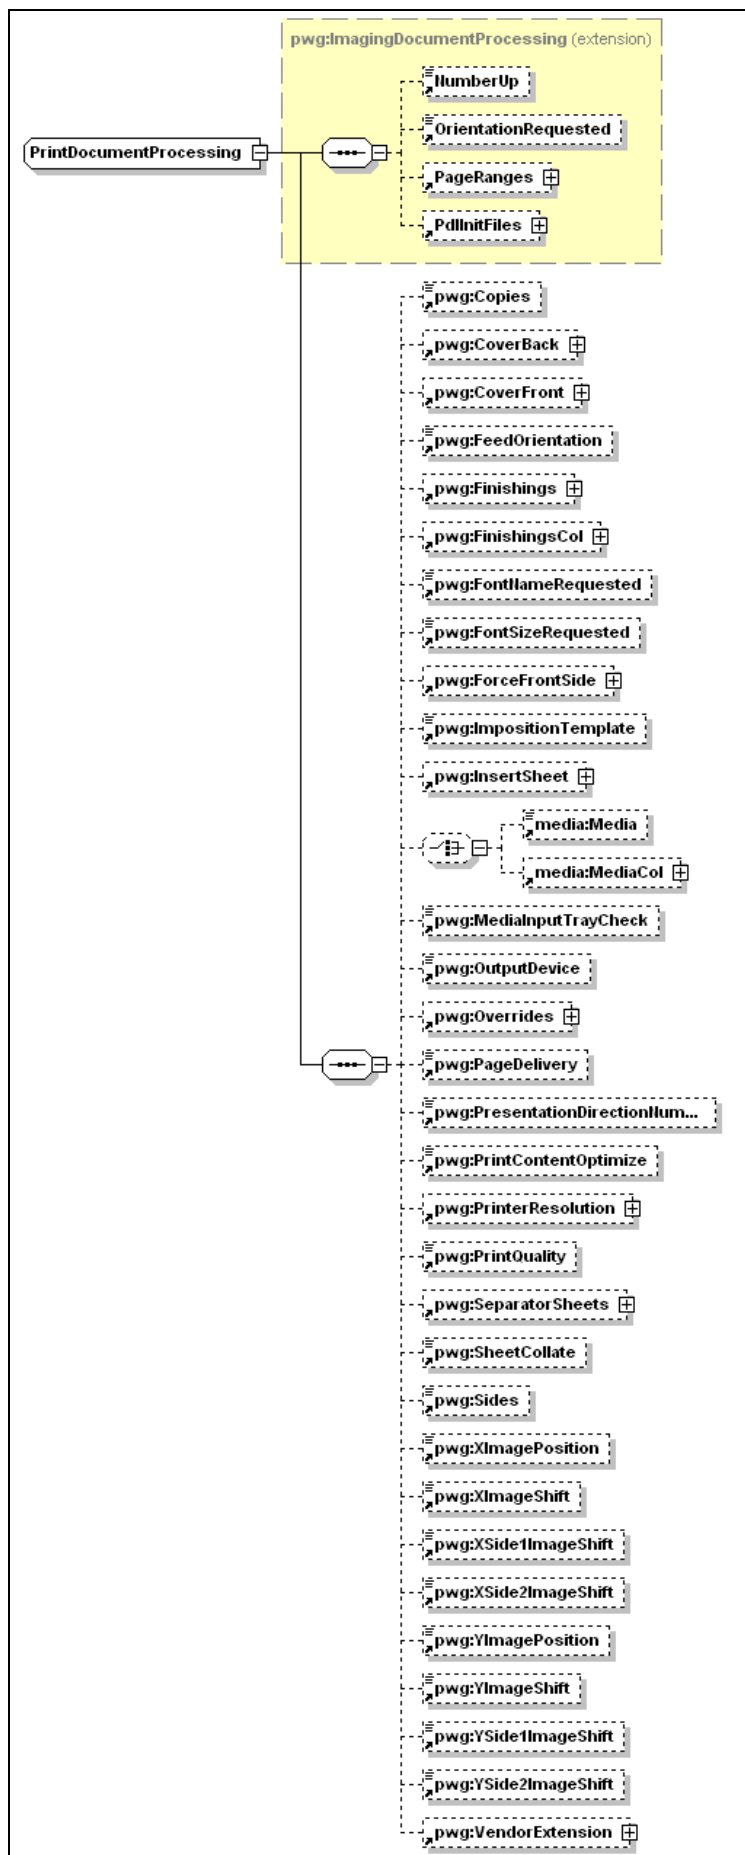 pwg:ImagingDocumentProcessing (extension)
NumberUp
OrientationRequested
PrintDocumentProcessing
PageRanges
PdlInitFiles
pwg:Copies
pwg:CoverBack
pwg:CoverFront
pwg:FeedOrientation
pwg:Finishings
pwg:FinishingsCol
pwg:FontNameRequested
pwg:FontSizeRequested
pwg:ForceFrontSide
pwg:ImpositionTemplate
pwg:InsertSheet
media:Media
media:MediaCol
pwg:MediaInputTrayCheck
pwg:OutputDevice
pwg:Overrides
pwg:PageDelivery
pwg:PresentationDirectionNum...
pwg:PrintContentOptimize
pwg:PrinterResolution
pwg:PrintQuality
pwg:SeparatorSheets
pwg:SheetCollate
pwg:Sides
pwg:XImagePosition
pwg:XImageShift
pwg:XSide1ImageShift
pwg:XSide2ImageShift
pwg:YImagePosition
pwg:YImageShift
pwg:YSide1ImageShift
pwg:YSide2ImageShift
pwg:VendorExtension